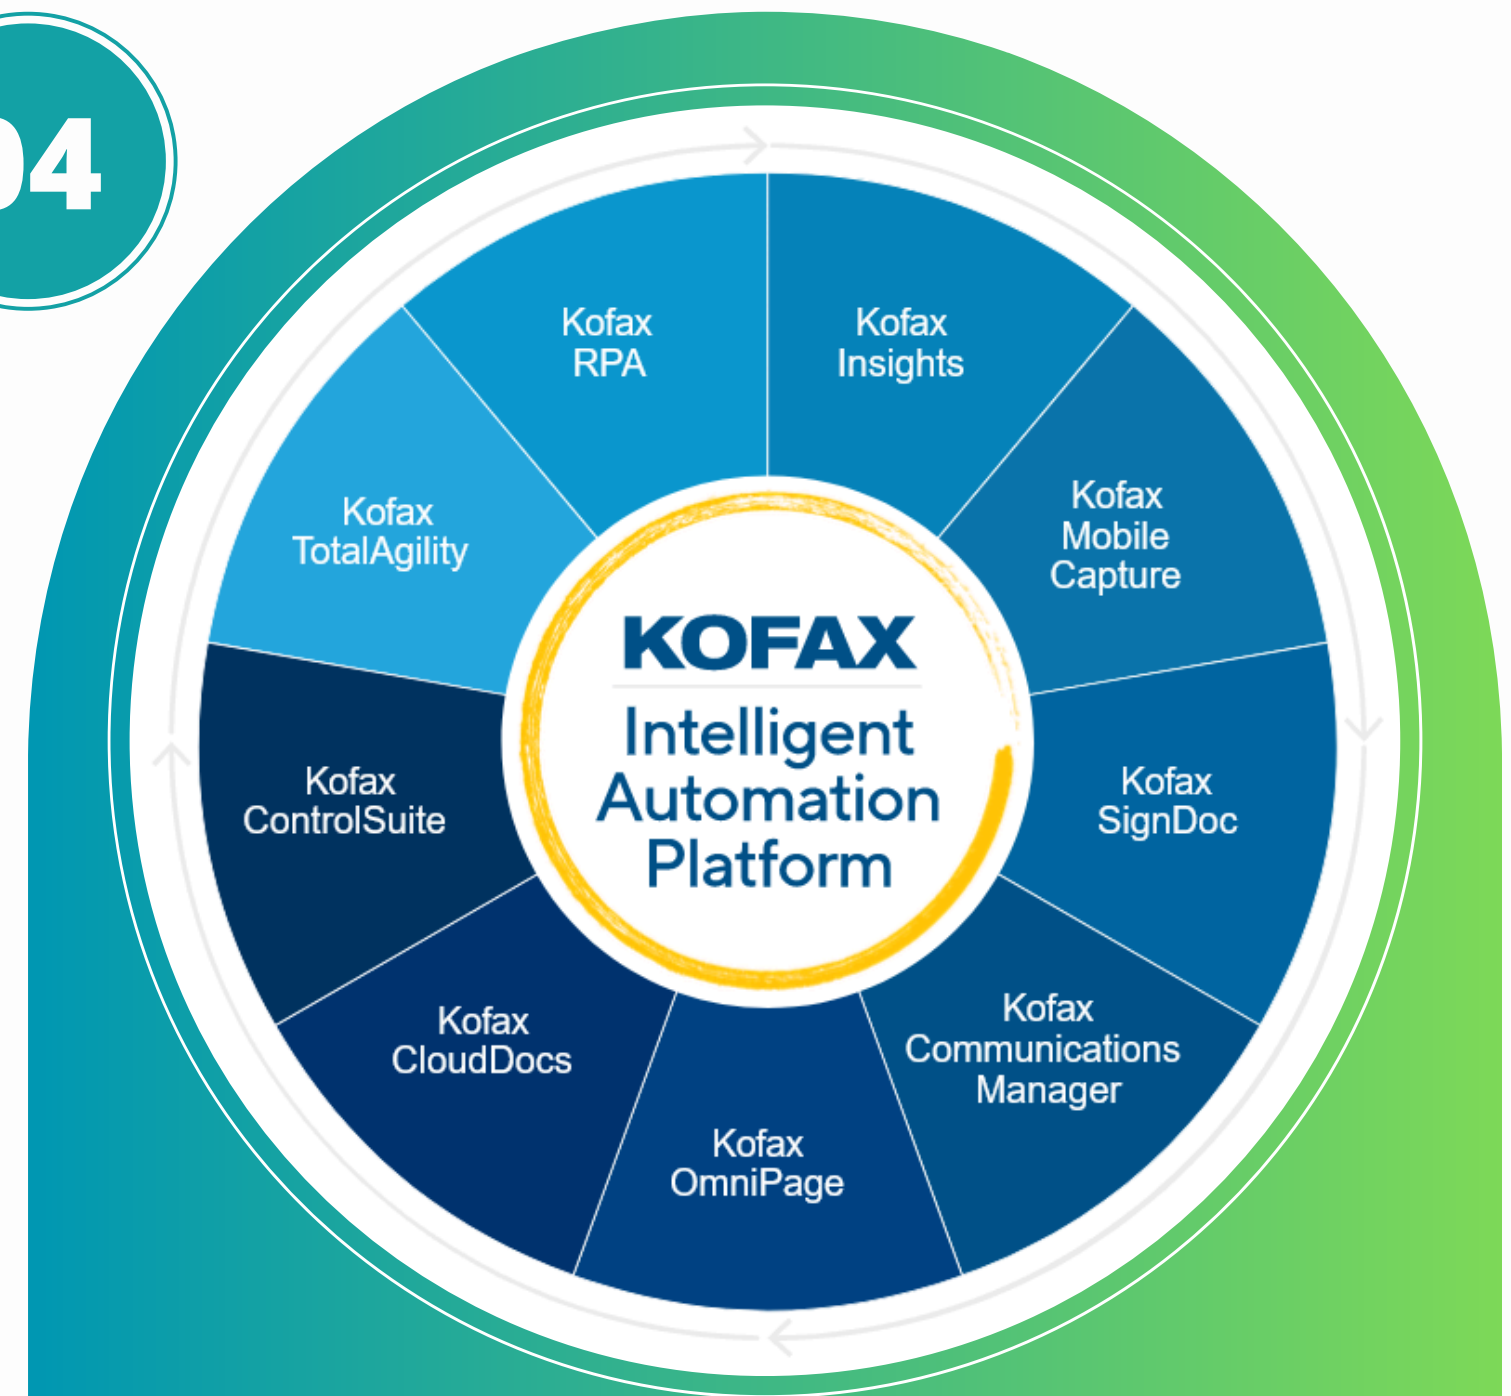 04
Kofax
RPA
Kofax
Insights
Kofax
Mobile
Capture
Kofax
SignDoc
Kofax
Communications
Manager
Kofax
OmniPage
Kofax
CloudDocs
Kofax
ControlSuite
Kofax
TotalAgility
KOFAX
Intelligent
Automation
Platform